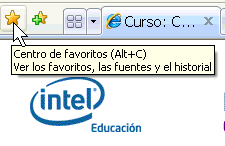 Curso: C...
Centro de favoritos (Alt+C)
Ver los favoritos, las fuentes y el historial
intel
Educación